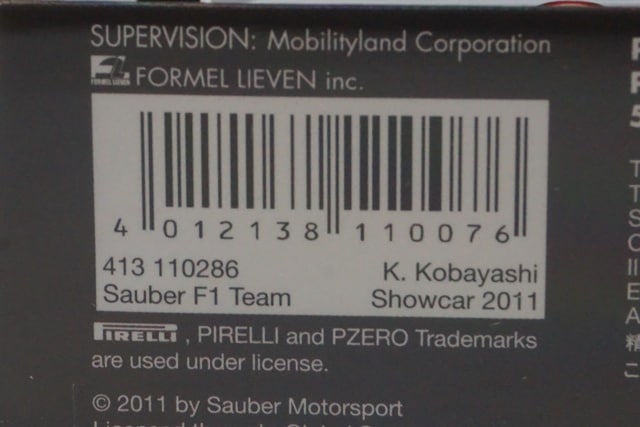 SUPERVISION: Mobilityland Corporation
FORMEL LIEVEN inc.
4 012138 110076
413 110286 K. Kobayashi
Sauber F1 Team Showcar 2011
PIRELLI , PIRELLI and PZERO Trademarks
are used under license.
© 2011 by Sauber Motorsport